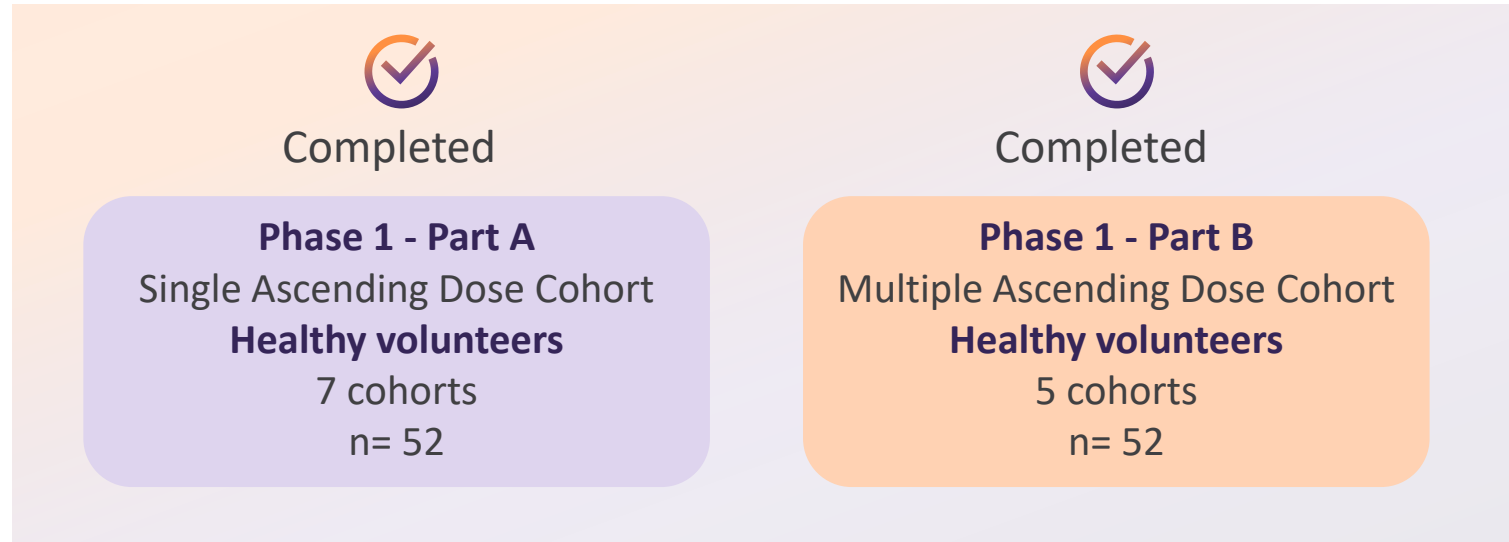 Completed
Phase 1 - Part A
Single Ascending Dose Cohort
Healthy volunteers
7 cohorts
n= 52
Completed
Phase 1 - Part B
Multiple Ascending Dose Cohort
Healthy volunteers
5 cohorts
n= 52